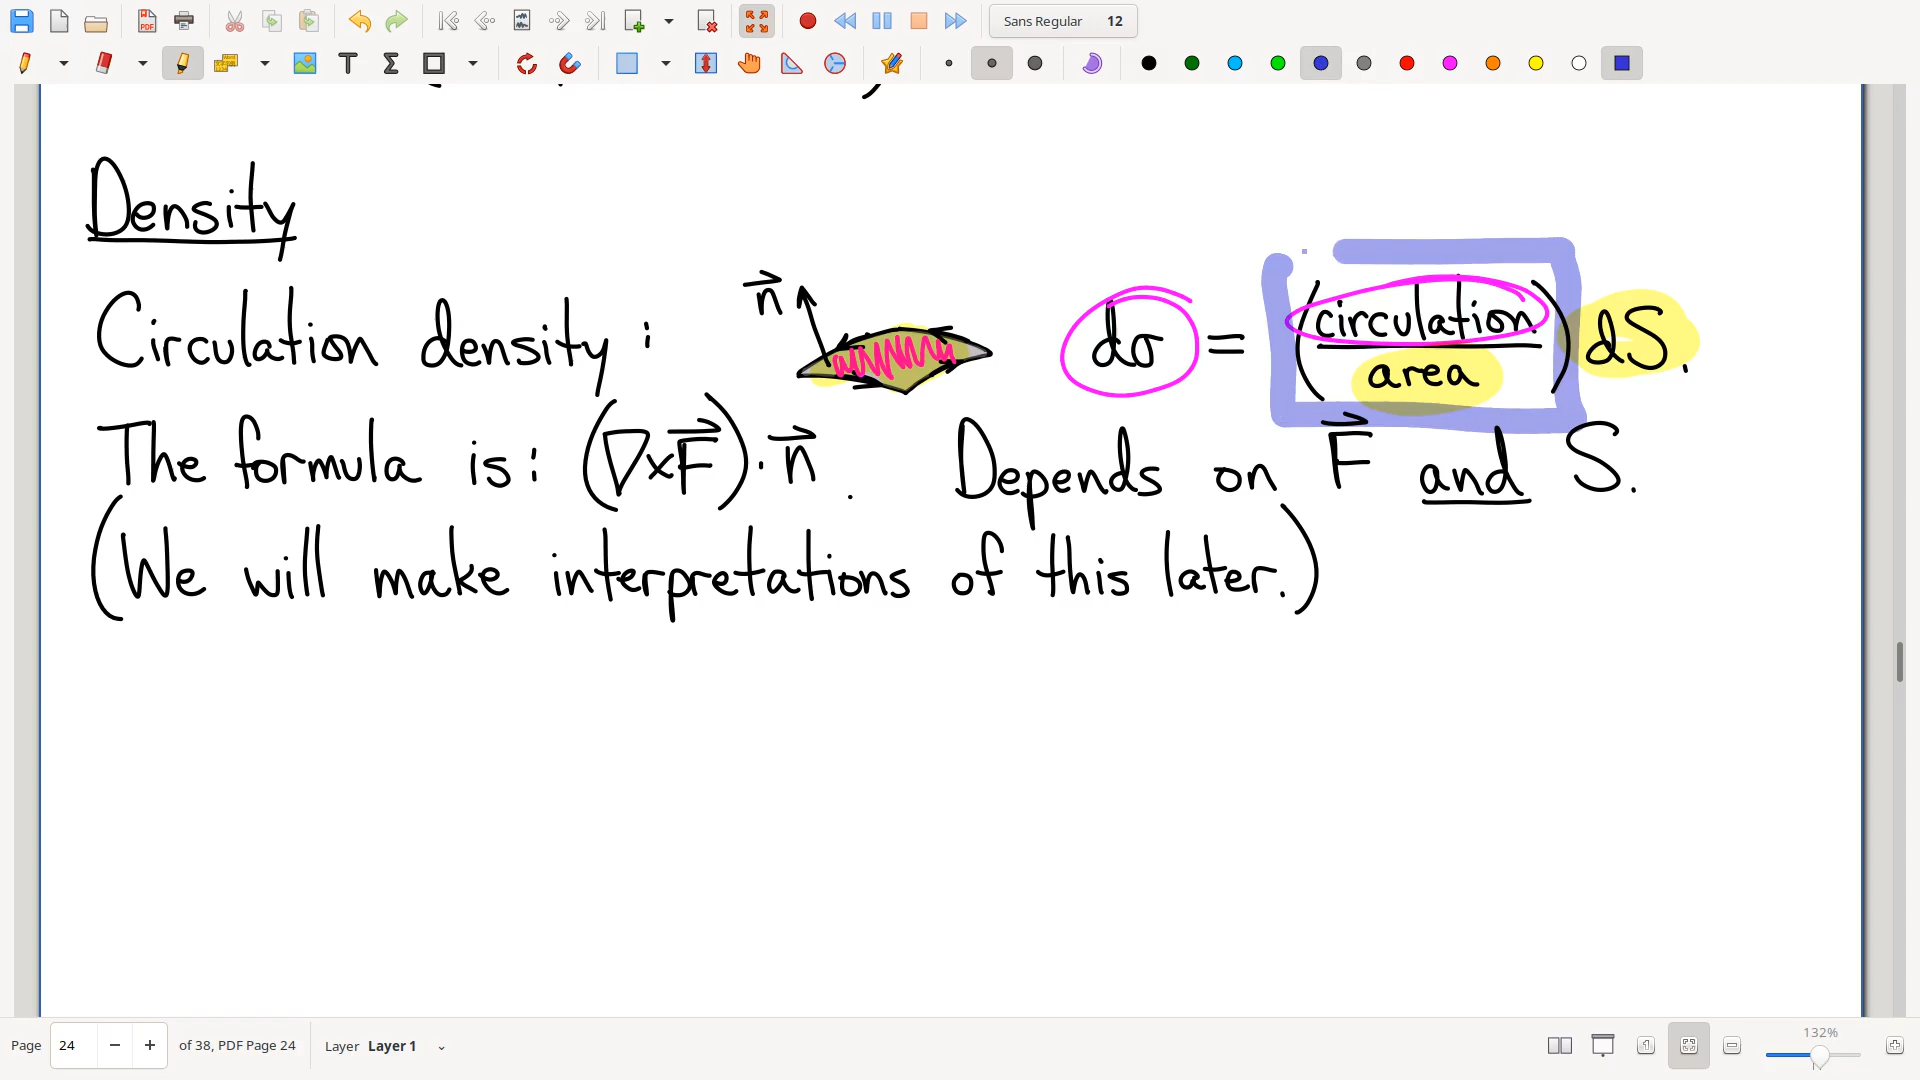 Sans Regular 12
Density
Circulation density: n⃗ dσ = (circulation/area) dS.
The formula is: (∇×F⃗)·n⃗. Depends on F⃗ and S.
(We will make interpretations of this later.)
Page 24 − + of 38, PDF Page 24 Layer Layer 1 132%